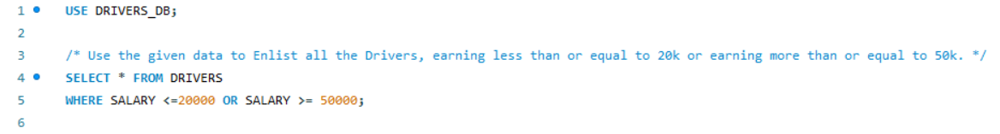 1 USE DRIVERS_DB;
2
3 /* Use the given data to Enlist all the Drivers, earning less than or equal to 20k or earning more than or equal to 50k. */
4 SELECT * FROM DRIVERS
5 WHERE SALARY <=20000 OR SALARY >= 50000;
6